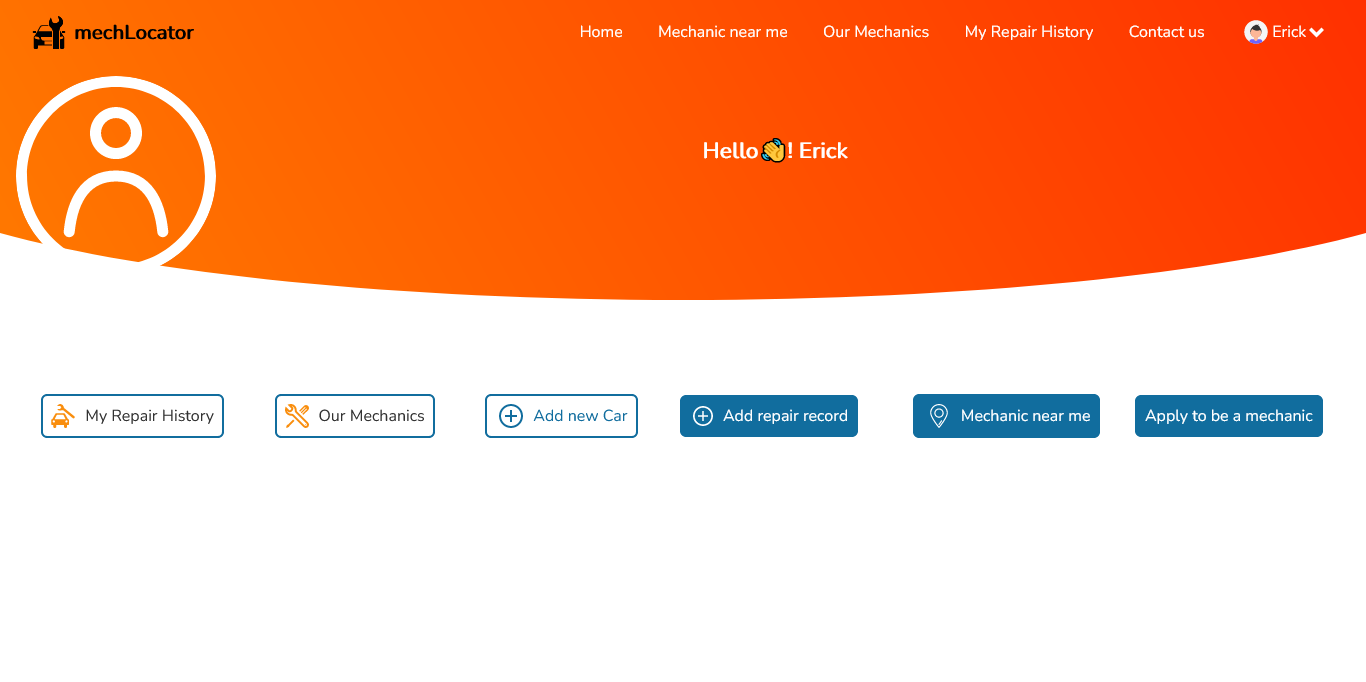 mechLocator
Home Mechanic near me Our Mechanics My Repair History Contact us Erick
Hello👋! Erick
My Repair History Our Mechanics Add new Car Add repair record Mechanic near me Apply to be a mechanic